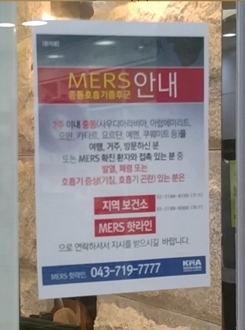 MERS 안내
중동호흡기증후군
2주 이내 중동(사우디아라비아, 아랍에미리트,
오만, 카타르, 요르단, 예멘, 쿠웨이트 등)을
여행, 거주, 방문하신 분
또는 MERS 확진 환자와 접촉 있는 분 중
발열, 폐렴 또는
호흡기 증상(기침, 호흡기 곤란) 있는 분은
지역 보건소
MERS 핫라인
으로 연락하셔서 지시를 받으시길 바랍니다.
MERS 핫라인 043-719-7777
KMA